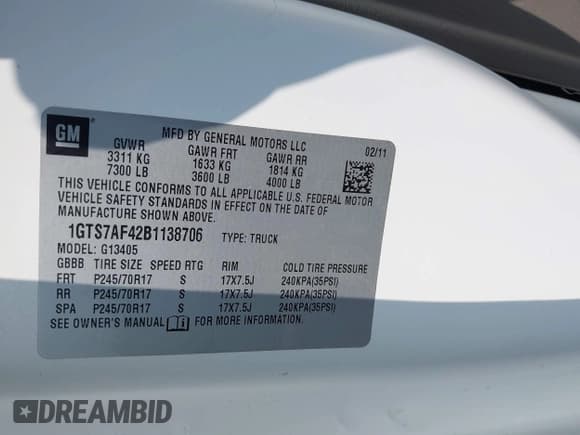 GM
MFD BY GENERAL MOTORS LLC
GVWR GAWR FRT GAWR RR 02/11
3311 KG 1633 KG 1814 KG
7300 LB 3600 LB 4000 LB
THIS VEHICLE CONFORMS TO ALL APPLICABLE U.S. FEDERAL MOTOR
VEHICLE SAFETY STANDARDS IN EFFECT ON THE DATE OF
MANUFACTURE SHOWN ABOVE.
1GTS7AF42B1138706 TYPE: TRUCK
MODEL: G13405
GBBB TIRE SIZE SPEED RTG RIM COLD TIRE PRESSURE
FRT P245/70R17 S 17X7.5J 240KPA(35PSI)
RR P245/70R17 S 17X7.5J 240KPA(35PSI)
SPA P245/70R17 S 17X7.5J 240KPA(35PSI)
SEE OWNER'S MANUAL FOR MORE INFORMATION.
DREAMBID